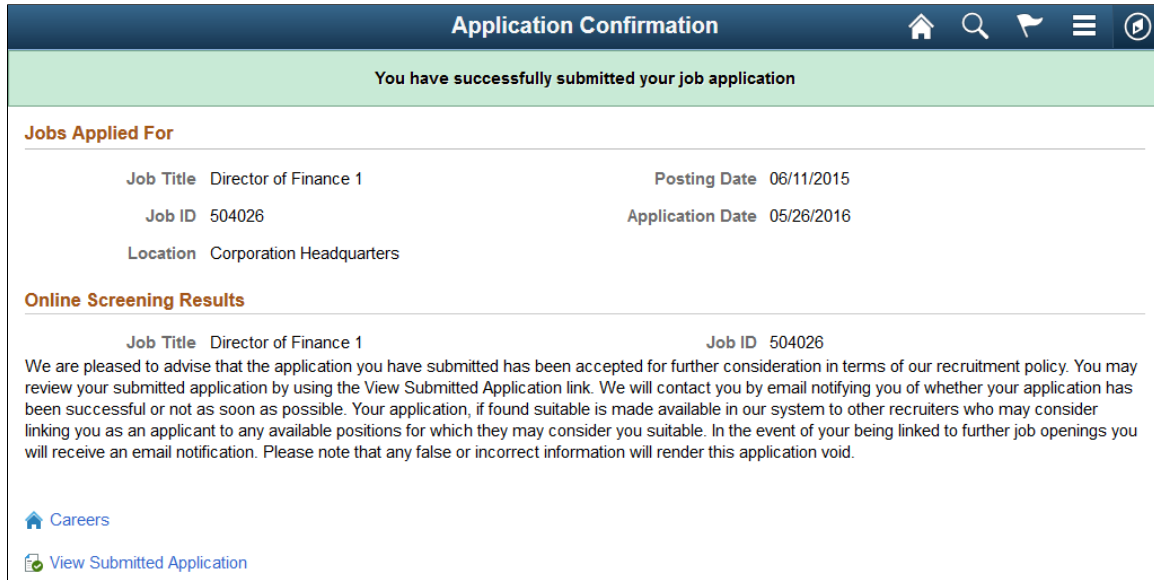 Application Confirmation
You have successfully submitted your job application
Jobs Applied For
Job Title Director of Finance 1 Posting Date 06/11/2015
Job ID 504026 Application Date 05/26/2016
Location Corporation Headquarters
Online Screening Results
Job Title Director of Finance 1 Job ID 504026
We are pleased to advise that the application you have submitted has been accepted for further consideration in terms of our recruitment policy. You may
review your submitted application by using the View Submitted Application link. We will contact you by email notifying you of whether your application has
been successful or not as soon as possible. Your application, if found suitable is made available in our system to other recruiters who may consider
linking you as an applicant to any available positions for which they may consider you suitable. In the event of your being linked to further job openings you
will receive an email notification. Please note that any false or incorrect information will render this application void.
Careers
View Submitted Application